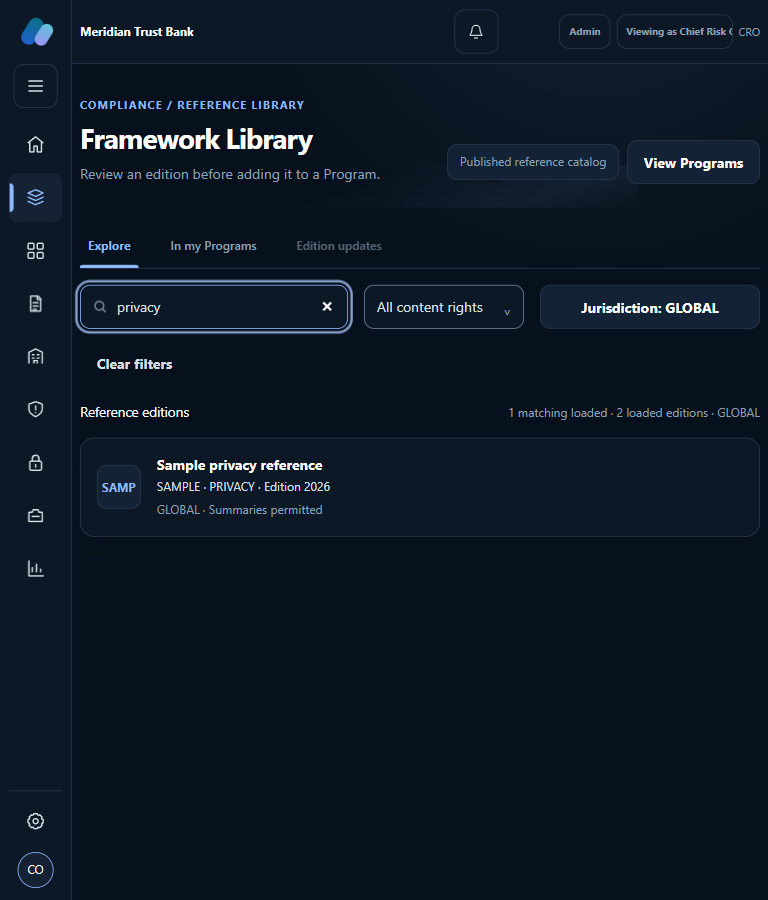 Meridian Trust Bank
Admin
Viewing as Chief Risk
CRO
COMPLIANCE / REFERENCE LIBRARY
Framework Library
Review an edition before adding it to a Program.
Published reference catalog
View Programs
Explore
In my Programs
Edition updates
privacy
All content rights
Jurisdiction: GLOBAL
Clear filters
Reference editions
1 matching loaded · 2 loaded editions · GLOBAL
SAMP
Sample privacy reference
SAMPLE · PRIVACY · Edition 2026
GLOBAL · Summaries permitted
CO